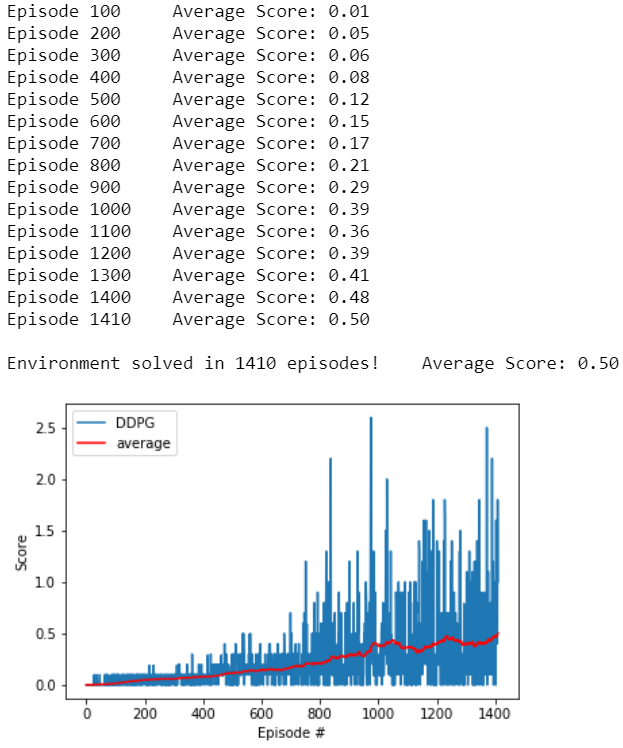 Episode 100 Average Score: 0.01
Episode 200 Average Score: 0.05
Episode 300 Average Score: 0.06
Episode 400 Average Score: 0.08
Episode 500 Average Score: 0.12
Episode 600 Average Score: 0.15
Episode 700 Average Score: 0.17
Episode 800 Average Score: 0.21
Episode 900 Average Score: 0.29
Episode 1000 Average Score: 0.39
Episode 1100 Average Score: 0.36
Episode 1200 Average Score: 0.39
Episode 1300 Average Score: 0.41
Episode 1400 Average Score: 0.48
Episode 1410 Average Score: 0.50
Environment solved in 1410 episodes! Average Score: 0.50
DDPG
average
2.5
2.0
1.5
1.0
0.5
0.0
Score
0 200 400 600 800 1000 1200 1400
Episode #